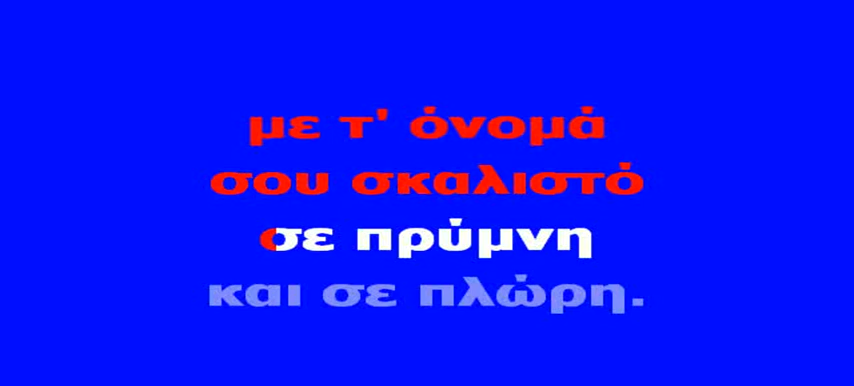 με τ' όνομά
σου σκαλιστό
σε πρύμνη
και σε πλώρη.